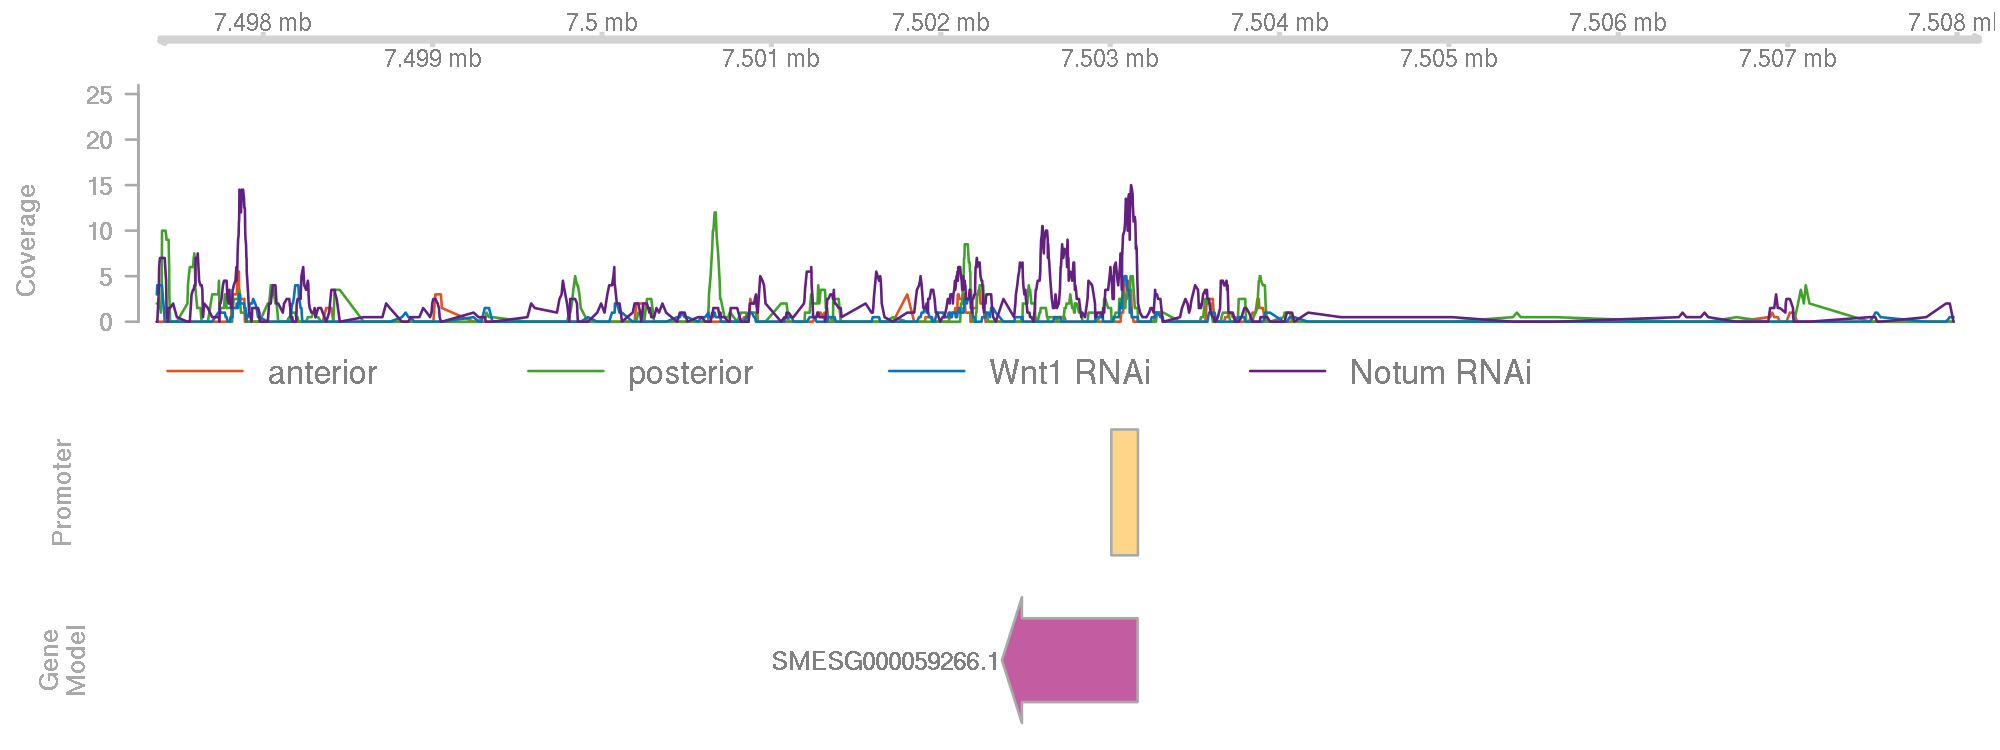 7.498 mb 7.5 mb 7.502 mb 7.504 mb 7.506 mb 7.508 m
7.499 mb 7.501 mb 7.503 mb 7.505 mb 7.507 mb
Coverage
25
20
15
10
5
0
anterior posterior Wnt1 RNAi Notum RNAi
Promoter
Gene
Model
SMESG000059266.1